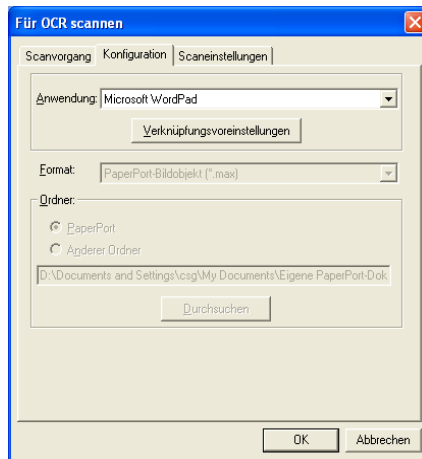 Für OCR scannen
Scanvorgang Konfiguration Scaneinstellungen
Anwendung: Microsoft WordPad
Verknüpfungsvoreinstellungen
Format: PaperPort-Bildobjekt (*.max)
Ordner:
PaperPort
Anderer Ordner
D:\Documents and Settings\csg\My Documents\Eigene PaperPort-Dok
Durchsuchen
OK Abbrechen